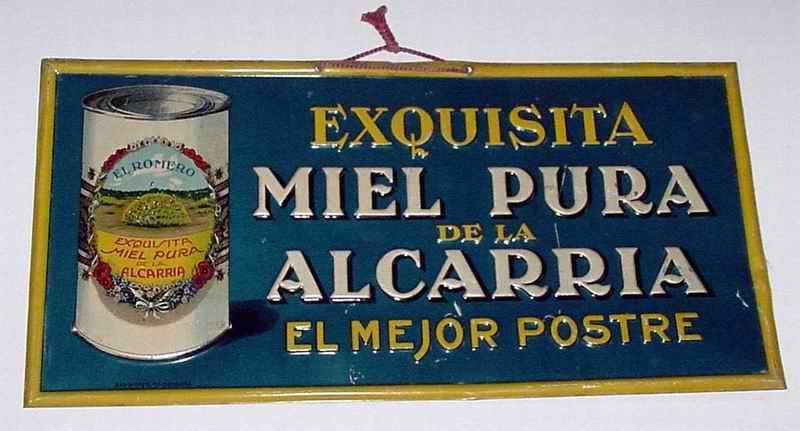 EL ROMERO
EXQUISITA
MIEL PURA
DE LA
ALCARRIA
EXQUISITA
MIEL PURA
DE LA
ALCARRIA
EL MEJOR POSTRE